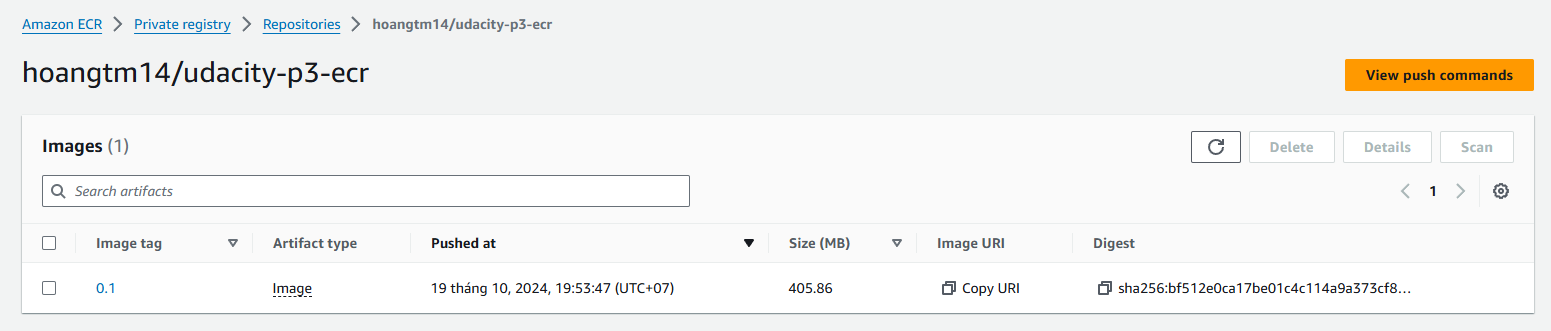 Amazon ECR > Private registry > Repositories > hoangtm14/udacity-p3-ecr
hoangtm14/udacity-p3-ecr
View push commands
Images (1)
Delete Details Scan
Search artifacts
1
Image tag Artifact type Pushed at Size (MB) Image URI Digest
0.1 Image 19 tháng 10, 2024, 19:53:47 (UTC+07) 405.86 Copy URI sha256:bf512e0ca17be01c4c114a9a373cf8...